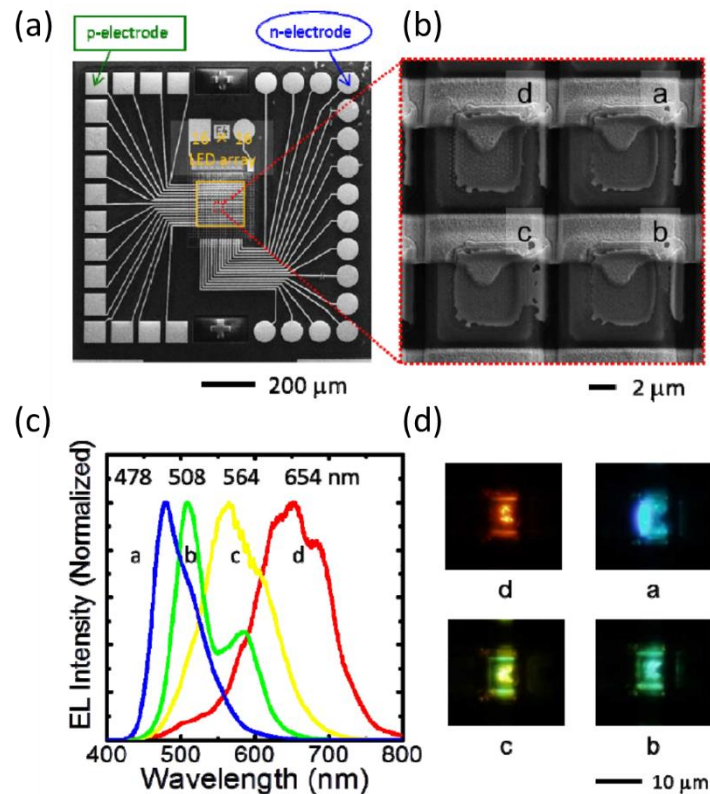 (a)
p-electrode
n-electrode
16 × 16
LED array
200 μm
(b)
d
a
c
b
2 μm
(c)
EL Intensity (Normalized)
478 508 564 654 nm
a
b
c
d
400 500 600 700 800
Wavelength (nm)
(d)
d
a
c
b
10 μm